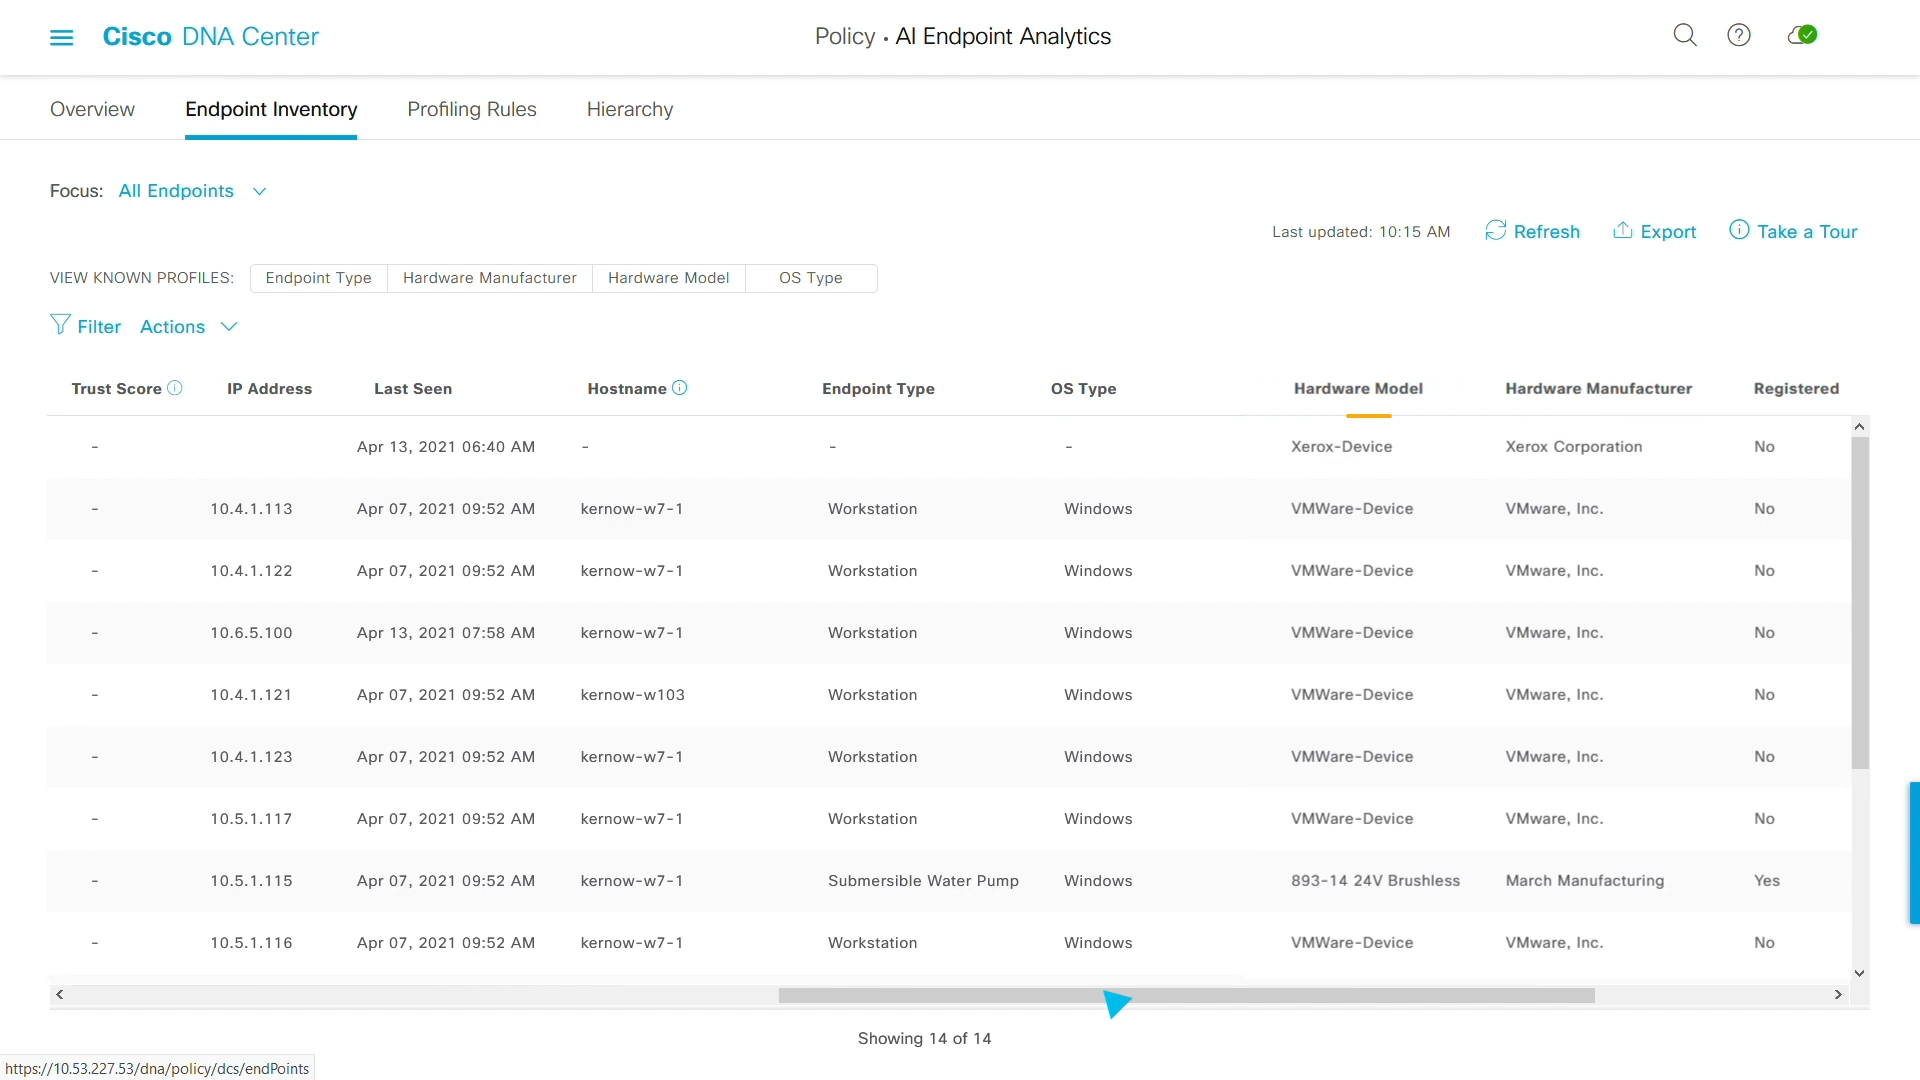 Cisco DNA Center
Policy • AI Endpoint Analytics
Overview Endpoint Inventory Profiling Rules Hierarchy
Focus: All Endpoints
Last updated: 10:15 AM Refresh Export Take a Tour
VIEW KNOWN PROFILES: Endpoint Type Hardware Manufacturer Hardware Model OS Type
Filter Actions
Trust Score IP Address Last Seen Hostname Endpoint Type OS Type Hardware Model Hardware Manufacturer Registered
- Apr 13, 2021 06:40 AM - - - Xerox-Device Xerox Corporation No
- 10.4.1.113 Apr 07, 2021 09:52 AM kernow-w7-1 Workstation Windows VMWare-Device VMware, Inc. No
- 10.4.1.122 Apr 07, 2021 09:52 AM kernow-w7-1 Workstation Windows VMWare-Device VMware, Inc. No
- 10.6.5.100 Apr 13, 2021 07:58 AM kernow-w7-1 Workstation Windows VMWare-Device VMware, Inc. No
- 10.4.1.121 Apr 07, 2021 09:52 AM kernow-w103 Workstation Windows VMWare-Device VMware, Inc. No
- 10.4.1.123 Apr 07, 2021 09:52 AM kernow-w7-1 Workstation Windows VMWare-Device VMware, Inc. No
- 10.5.1.117 Apr 07, 2021 09:52 AM kernow-w7-1 Workstation Windows VMWare-Device VMware, Inc. No
- 10.5.1.115 Apr 07, 2021 09:52 AM kernow-w7-1 Submersible Water Pump Windows 893-14 24V Brushless March Manufacturing Yes
- 10.5.1.116 Apr 07, 2021 09:52 AM kernow-w7-1 Workstation Windows VMWare-Device VMware, Inc. No
Showing 14 of 14
https://10.53.227.53/dna/policy/dcs/endPoints